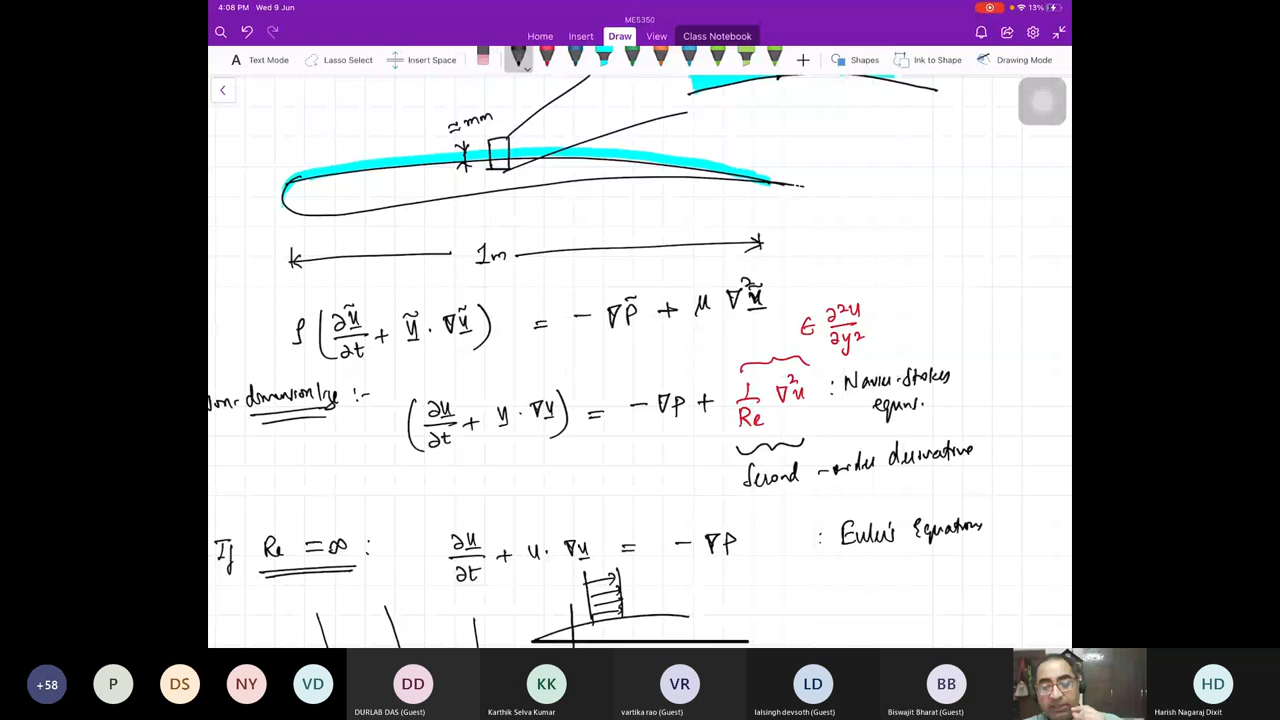 4:08 PM Wed 9 Jun
13%
ME5350
Home Insert Draw View Class Notebook
A Text Mode Lasso Select Insert Space Shapes Ink to Shape Drawing Mode
≈ mm
1m
ρ(∂ũ/∂t + ũ · ∇ũ) = - ∇p̃ + μ ∇²ũ
∈ ∂²u/∂y²
Non-dimensionlize :-
(∂u/∂t + u · ∇u) = - ∇p + 1/Re ∇²u : Navier-Stokes
equns.
Second -order derivative
If Re = ∞ : ∂u/∂t + u · ∇u = - ∇p : Euler's Equations
+58 P DS NY VD DD KK VR LD BB HD
DURLAB DAS (Guest) Karthik Selva Kumar vartika rao (Guest) lalsingh devsoth (Guest) Biswajit Bharat (Guest) Harish Nagaraj Dixit